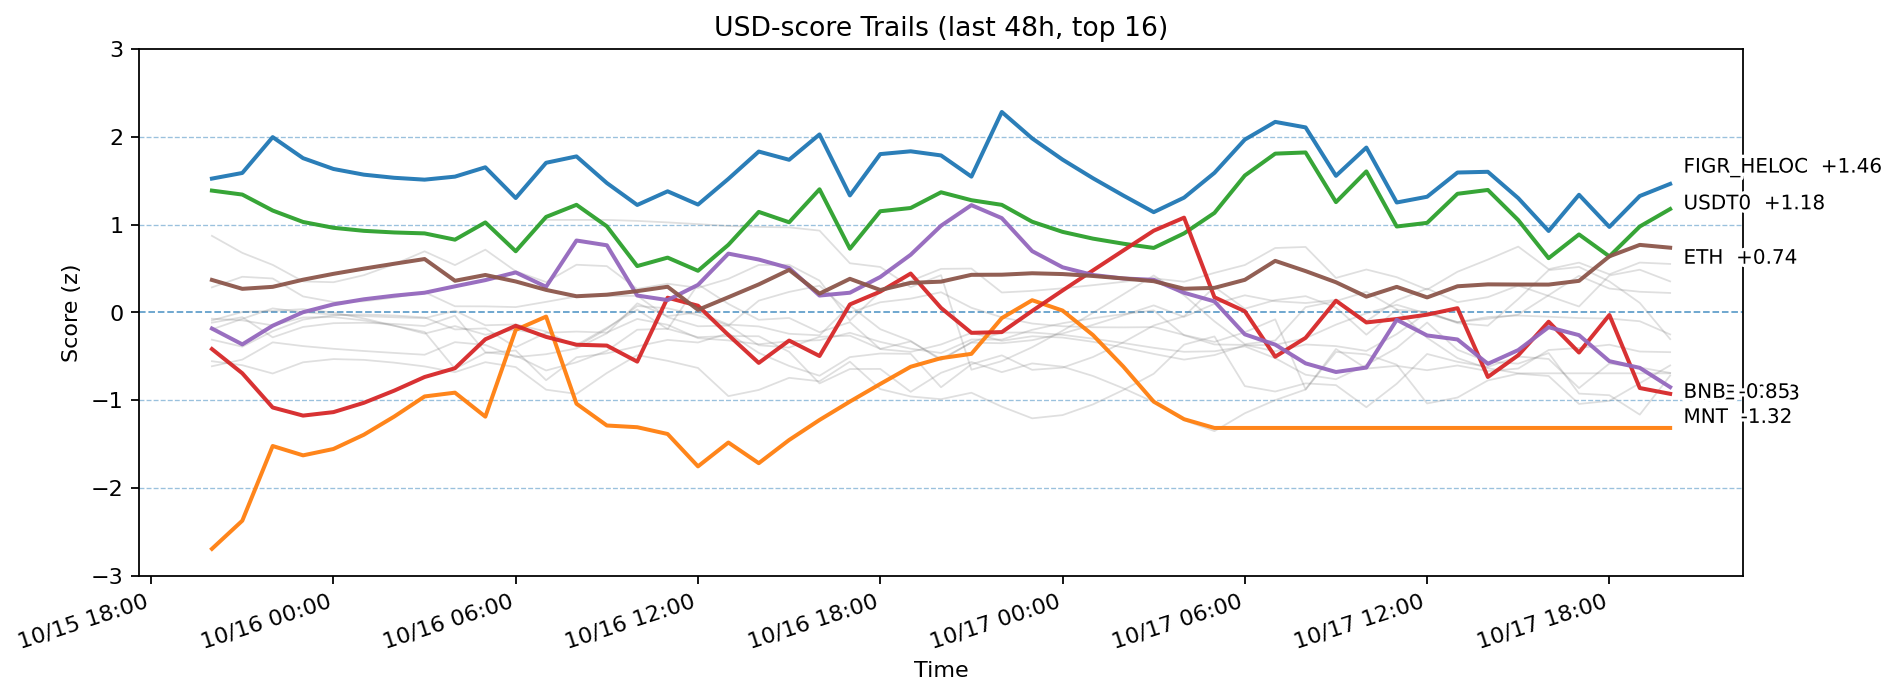 USD-score Trails (last 48h, top 16)
Score (z)
3
2
1
0
−1
−2
−3
FIGR_HELOC +1.46
USDT0 +1.18
ETH +0.74
MNT -1.32
10/15 18:00
10/16 00:00
10/16 06:00
10/16 12:00
10/16 18:00
10/17 00:00
10/17 06:00
10/17 12:00
10/17 18:00
Time